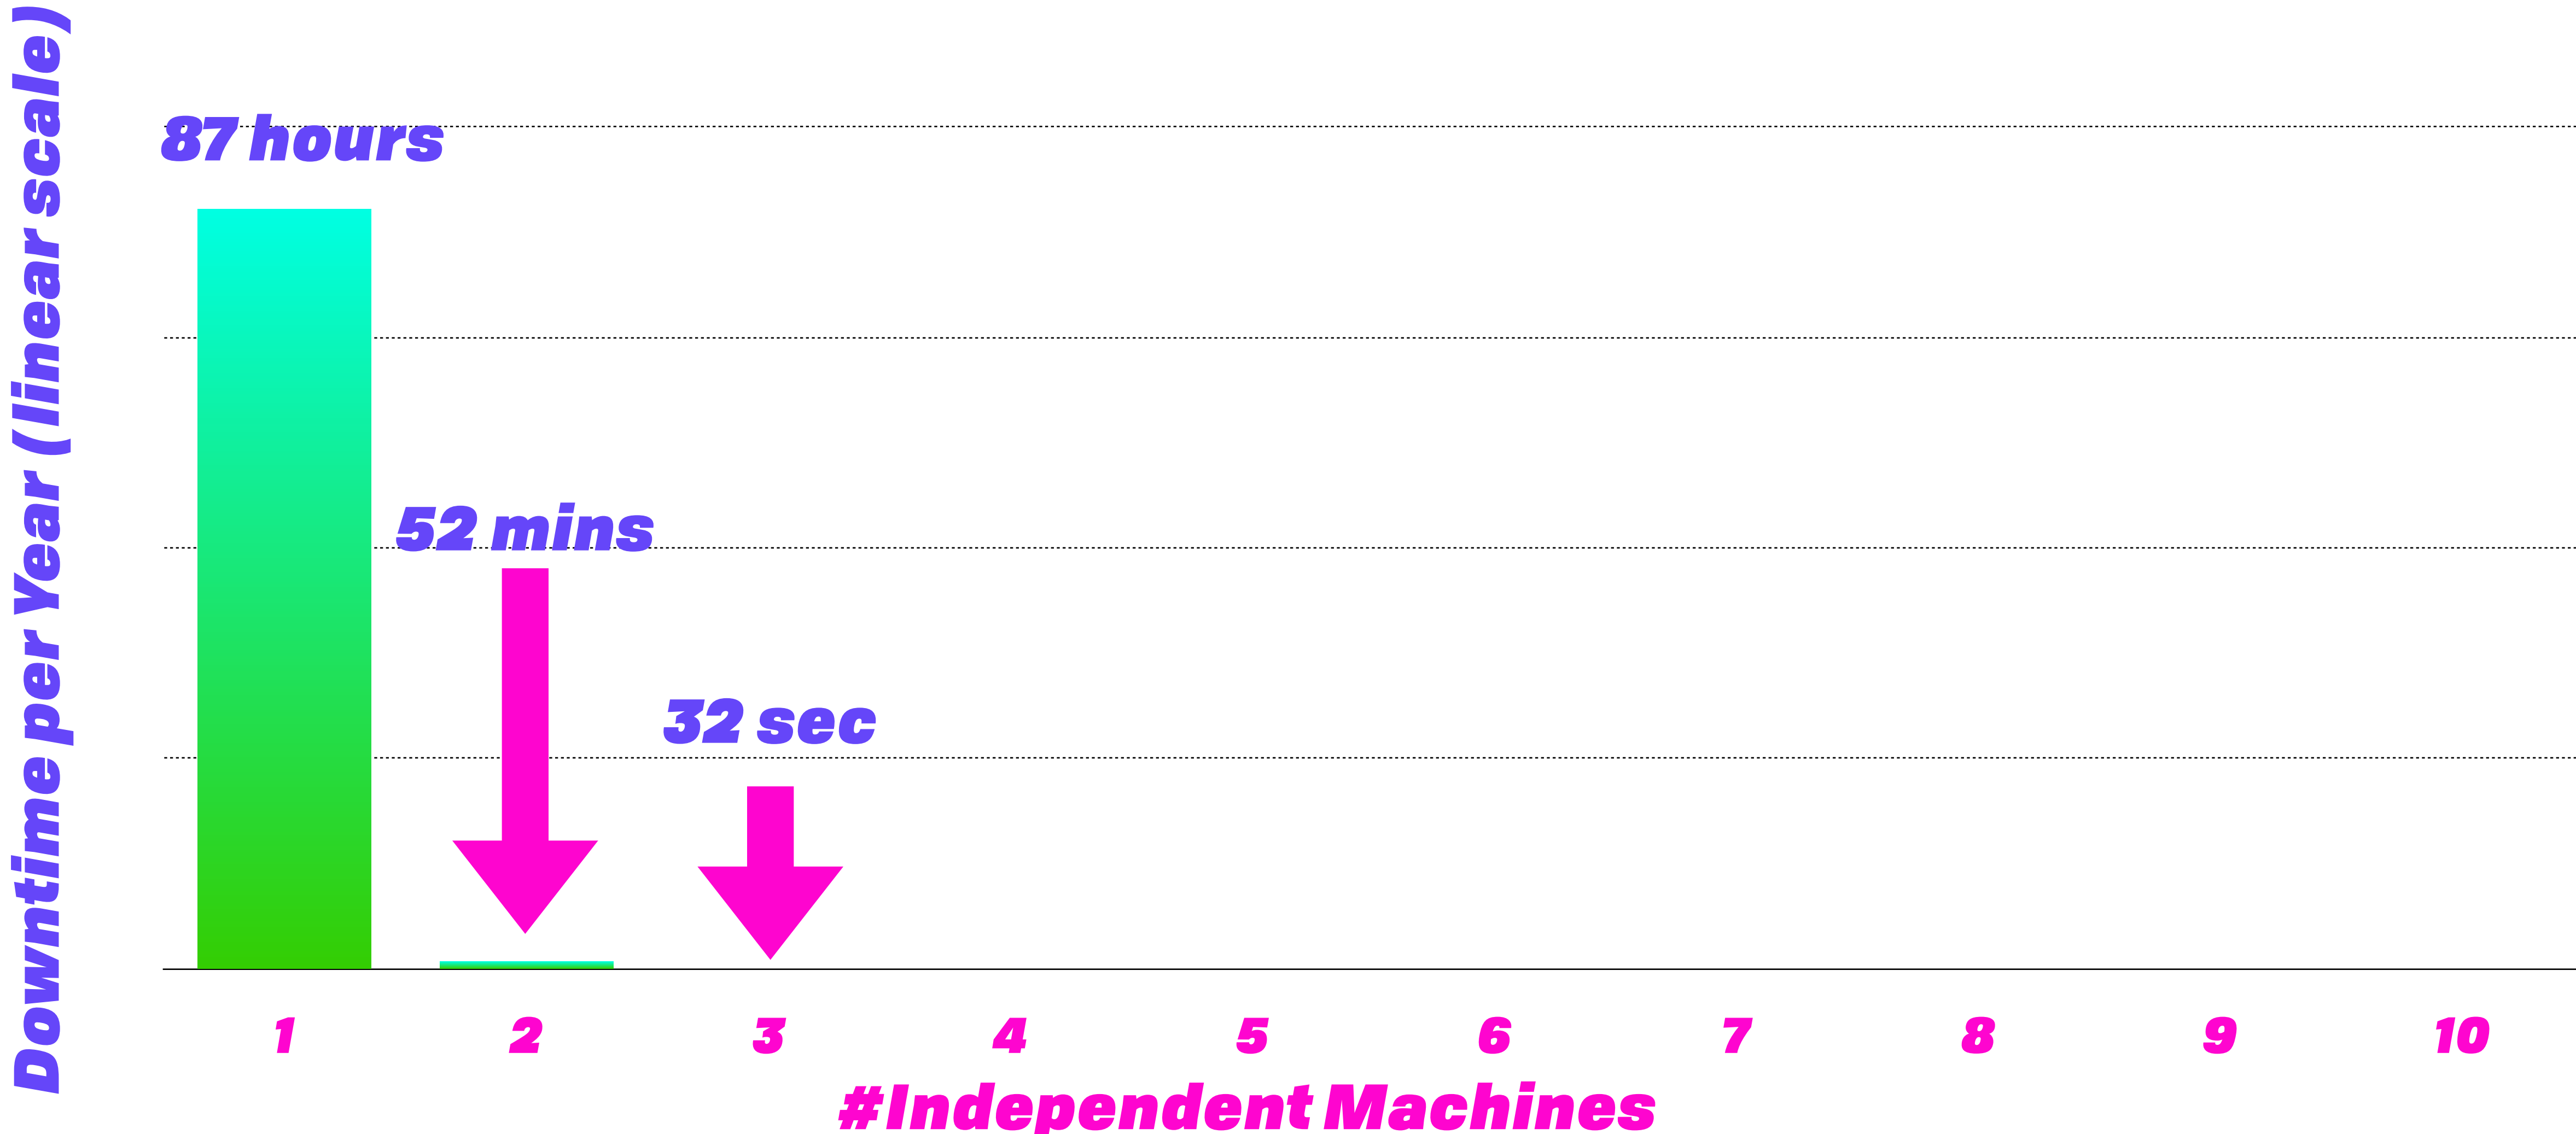 Downtime per Year (linear scale)
87 hours
52 mins
32 sec
1 2 3 4 5 6 7 8 9 10
#Independent Machines